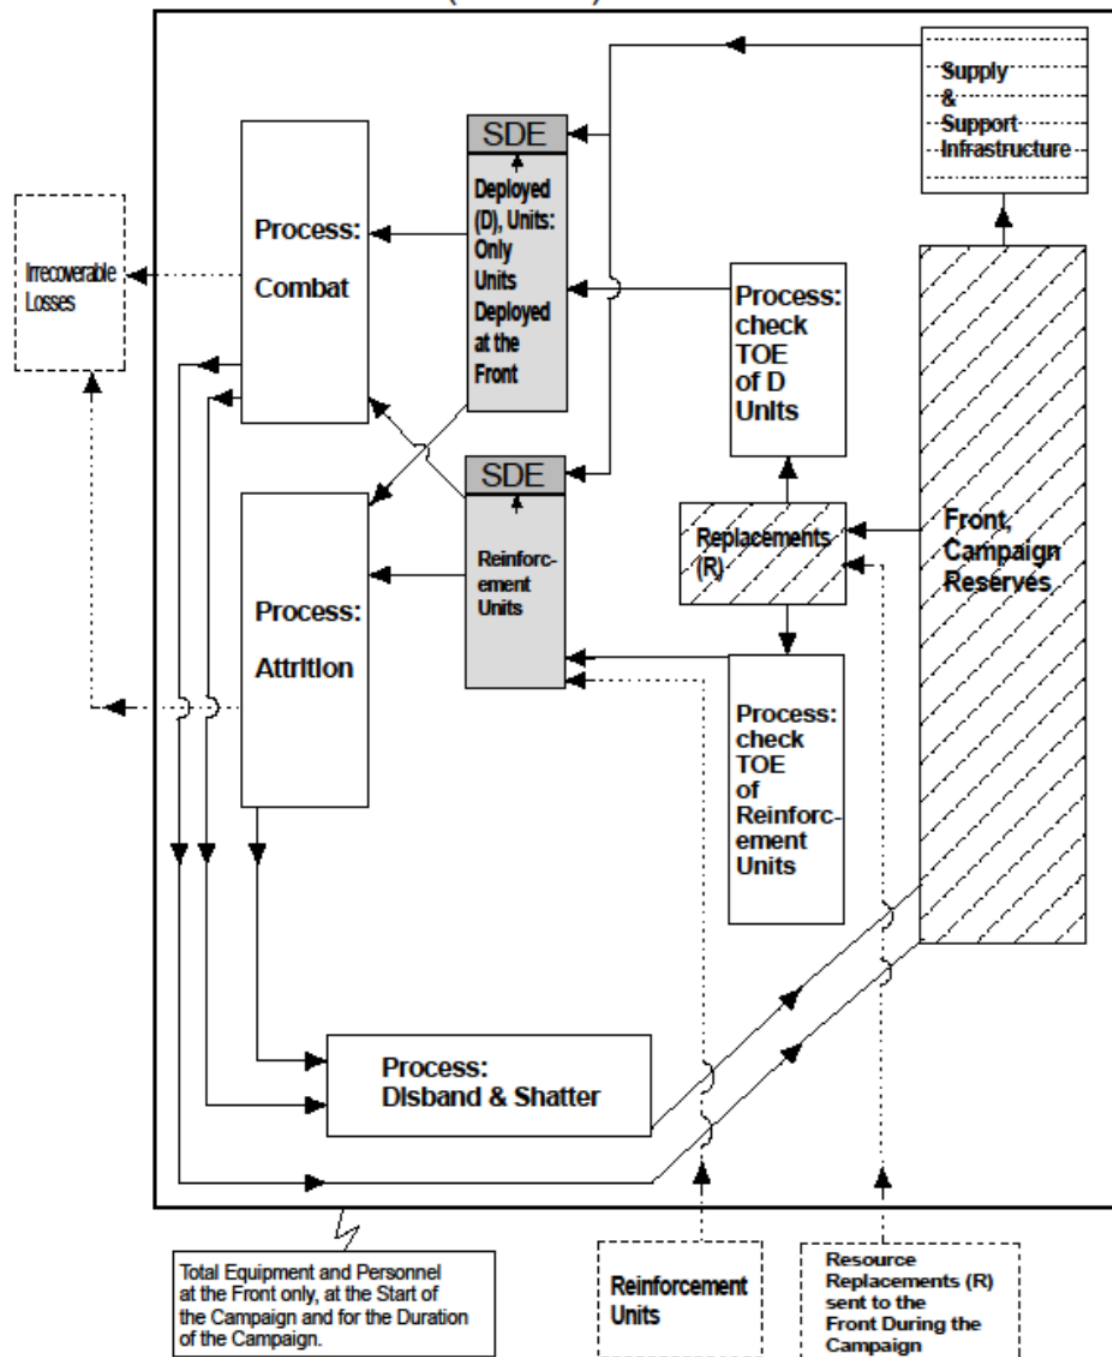 Supply
&
Support
Infrastructure
SDE
Deployed
(D), Units:
Only
Units
Deployed
at the
Front
Process:
Combat
Irrecoverable
Losses
Process:
check
TOE
of D
Units
SDE
Reinforc-
ement
Units
Replacements
(R)
Front,
Campaign
Reserves
Process:
Attrition
Process:
check
TOE
of
Reinforc-
ement
Units
Process:
Disband & Shatter
Total Equipment and Personnel
at the Front only, at the Start of
the Campaign and for the Duration
of the Campaign.
Reinforcement
Units
Resource
Replacements (R)
sent to the
Front During the
Campaign